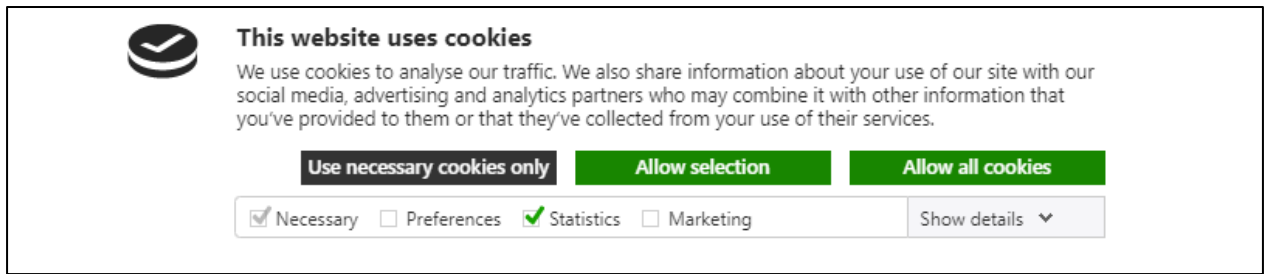 This website uses cookies
We use cookies to analyse our traffic. We also share information about your use of our site with our
social media, advertising and analytics partners who may combine it with other information that
you've provided to them or that they've collected from your use of their services.
Use necessary cookies only Allow selection Allow all cookies
Necessary Preferences Statistics Marketing Show details